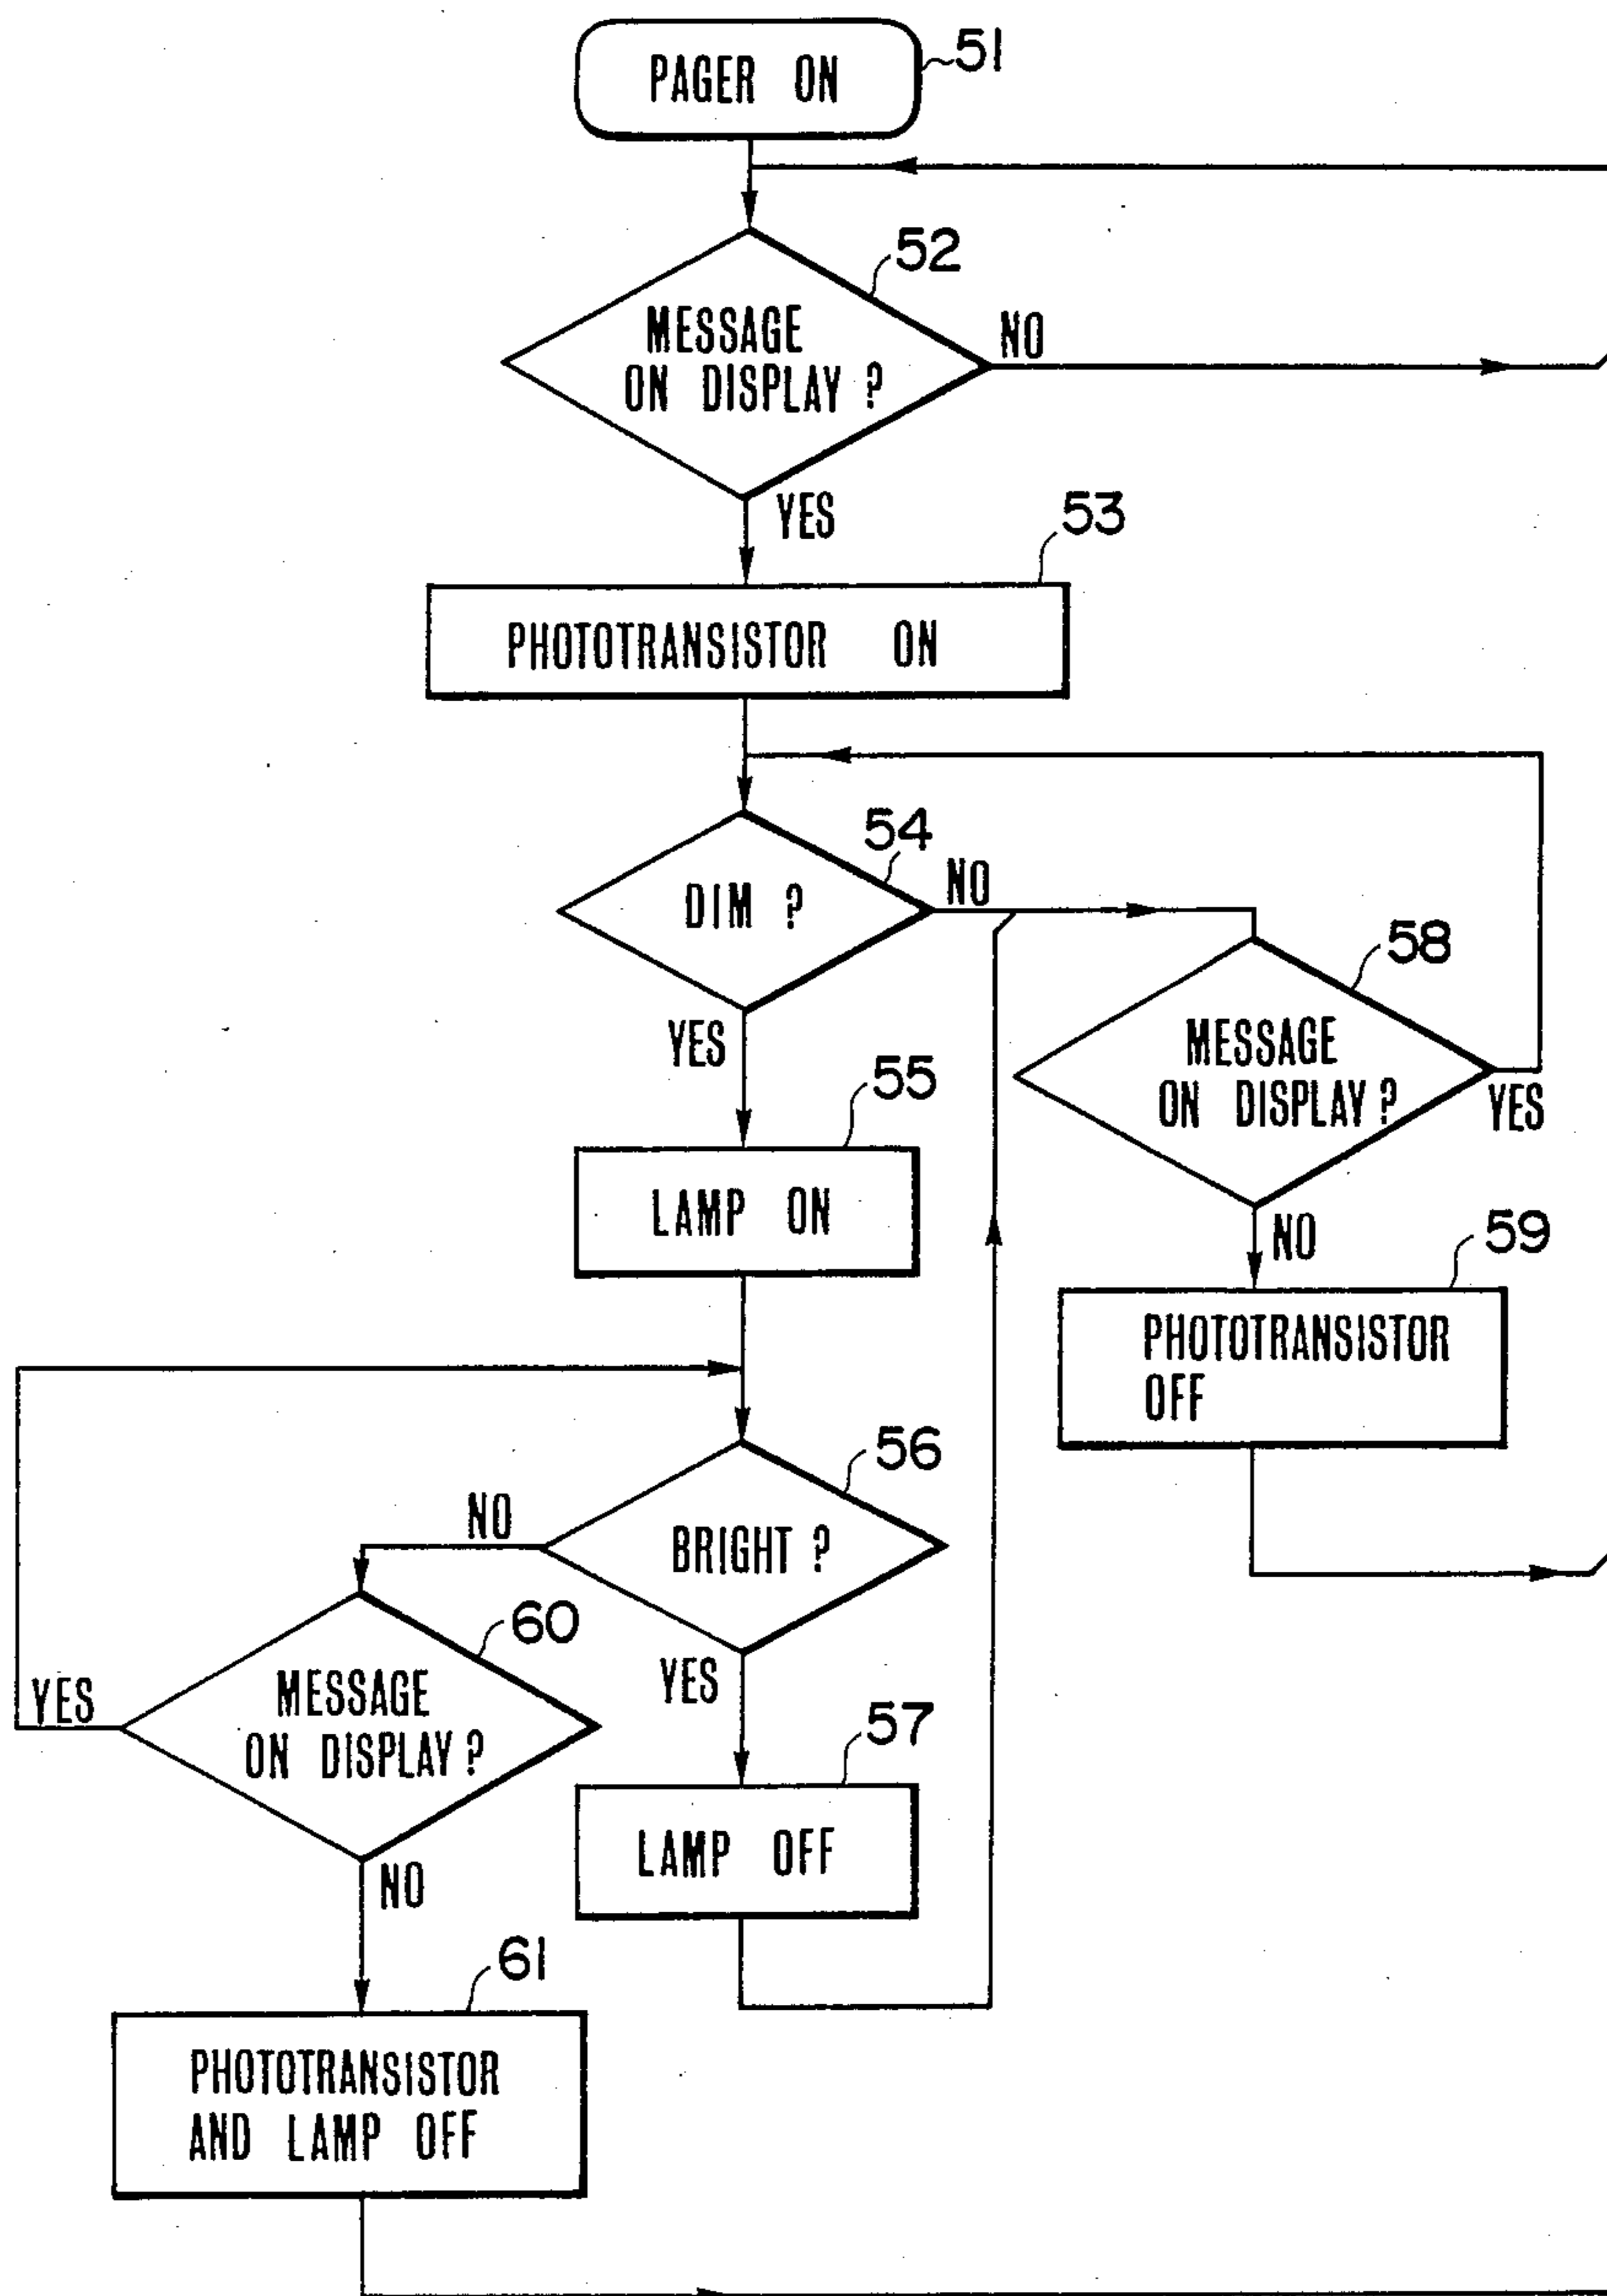 PAGER ON
51
52
MESSAGE
ON DISPLAY ?
NO
YES
53
PHOTOTRANSISTOR ON
54
DIM ?
NO
YES
58
MESSAGE
ON DISPLAY ?
YES
NO
55
LAMP ON
59
PHOTOTRANSISTOR
OFF
56
BRIGHT ?
NO
YES
60
MESSAGE
ON DISPLAY ?
YES
NO
57
LAMP OFF
61
PHOTOTRANSISTOR
AND LAMP OFF